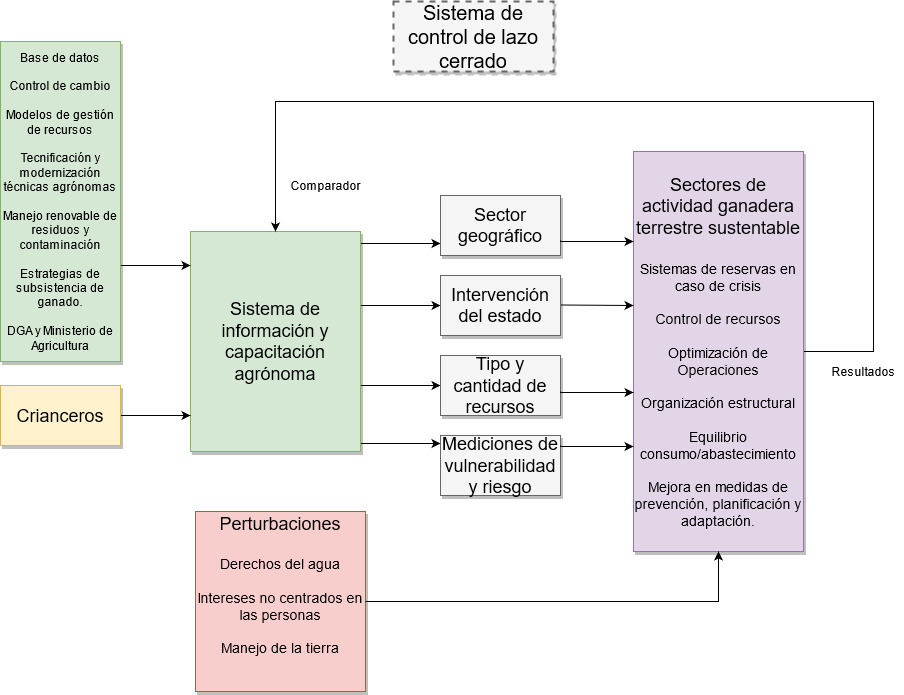 Sistema de
control de lazo
cerrado
Base de datos
Control de cambio
Modelos de gestión
de recursos
Tecnificación y
modernización
técnicas agrónomas
Manejo renovable de
residuos y
contaminación
Estrategias de
subsistencia de
ganado.
DGA y Ministerio de
Agricultura
Crianceros
Comparador
Sistema de
información y
capacitación
agrónoma
Sector
geográfico
Intervención
del estado
Tipo y
cantidad de
recursos
Mediciones de
vulnerabilidad
y riesgo
Sectores de
actividad ganadera
terrestre sustentable
Sistemas de reservas en
caso de crisis
Control de recursos
Optimización de
Operaciones
Organización estructural
Equilibrio
consumo/abastecimiento
Mejora en medidas de
prevención, planificación y
adaptación.
Resultados
Perturbaciones
Derechos del agua
Intereses no centrados en
las personas
Manejo de la tierra